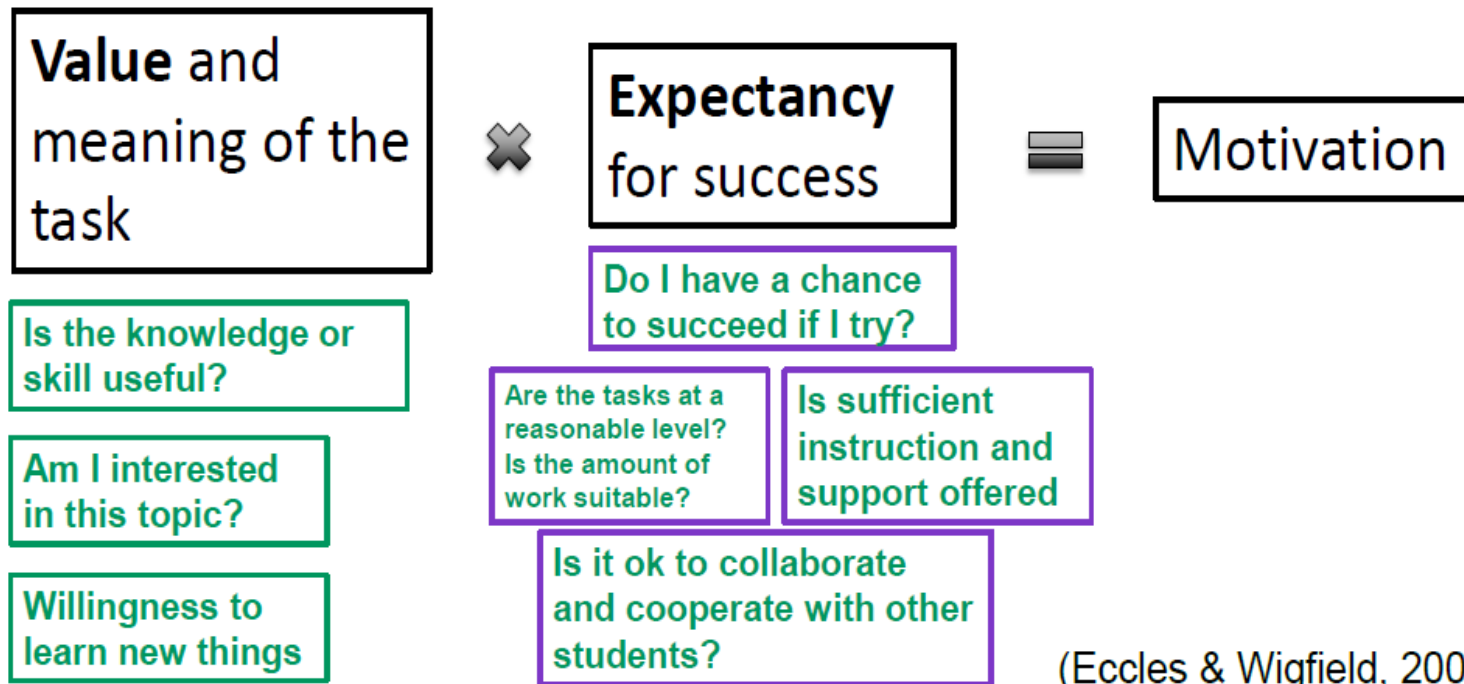 Value and
meaning of the
task
Expectancy
for success
Motivation
Is the knowledge or
skill useful?
Am I interested
in this topic?
Willingness to
learn new things
Do I have a chance
to succeed if I try?
Are the tasks at a
reasonable level?
Is the amount of
work suitable?
Is sufficient
instruction and
support offered
Is it ok to collaborate
and cooperate with other
students?
(Eccles & Wigfield, 200